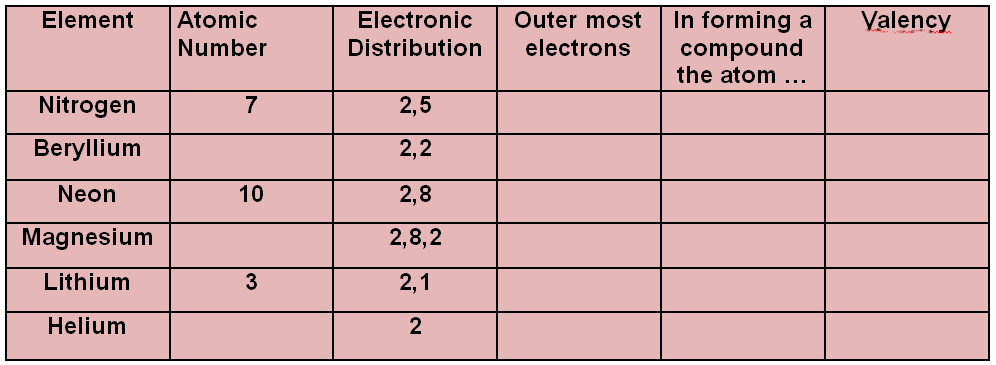 Element
Atomic
Number
Electronic
Distribution
Outer most
electrons
In forming a
compound
the atom …
Valency
Nitrogen 7 2,5
Beryllium 2,2
Neon 10 2,8
Magnesium 2,8,2
Lithium 3 2,1
Helium 2